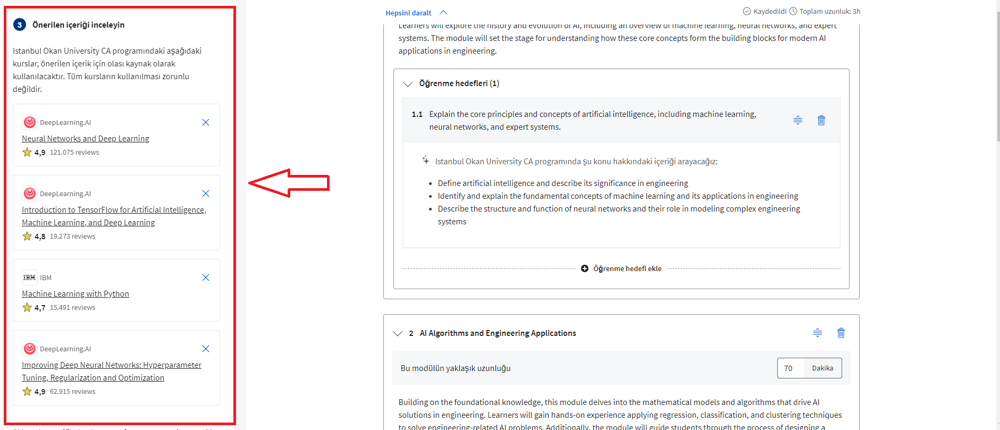 3 Önerilen içeriği inceleyin
Istanbul Okan University CA programındaki aşağıdaki
kurslar, önerilen içerik için olası kaynak olarak
kullanılacaktır. Tüm kursların kullanılması zorunlu
değildir.
DeepLearning.AI
Neural Networks and Deep Learning
4,9 121.075 reviews
DeepLearning.AI
Introduction to TensorFlow for Artificial Intelligence,
Machine Learning, and Deep Learning
4,8 19.273 reviews
IBM IBM
Machine Learning with Python
4,7 15.491 reviews
DeepLearning.AI
Improving Deep Neural Networks: Hyperparameter
Tuning, Regularization and Optimization
4,9 62.915 reviews
Hepsini daralt
Kaydedildi Toplam uzunluk: 3h
Learners will explore the history and evolution of AI, including an overview of machine learning, neural networks, and expert
systems. The module will set the stage for understanding how these core concepts form the building blocks for modern AI
applications in engineering.
Öğrenme hedefleri (1)
1.1 Explain the core principles and concepts of artificial intelligence, including machine learning,
neural networks, and expert systems.
Istanbul Okan University CA programında şu konu hakkındaki içeriği arayacağız:
• Define artificial intelligence and describe its significance in engineering
• Identify and explain the fundamental concepts of machine learning and its applications in engineering
• Describe the structure and function of neural networks and their role in modeling complex engineering
systems
Öğrenme hedefi ekle
2 AI Algorithms and Engineering Applications
Bu modülün yaklaşık uzunluğu
70 Dakika
Building on the foundational knowledge, this module delves into the mathematical models and algorithms that drive AI
solutions in engineering. Learners will gain hands-on experience applying regression, classification, and clustering techniques
to solve engineering-related AI problems. Additionally, the module will guide students through the process of designing a